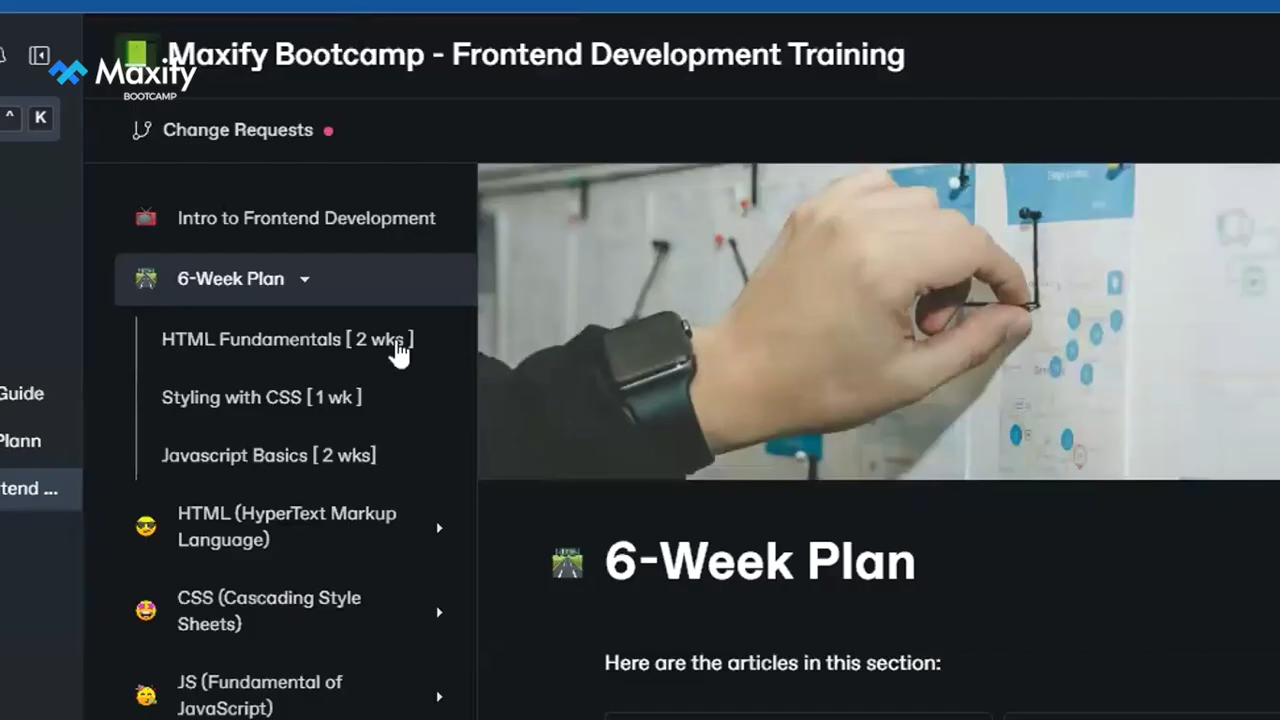 Maxify Bootcamp - Frontend Development Training
Maxify
BOOTCAMP
^ K
Change Requests
Intro to Frontend Development
6-Week Plan
HTML Fundamentals [ 2 wks ]
Styling with CSS [ 1 wk ]
Javascript Basics [ 2 wks]
HTML (HyperText Markup
Language)
CSS (Cascading Style
Sheets)
JS (Fundamental of
JavaScript)
Guide
Plann
tend ...
6-Week Plan
Here are the articles in this section: